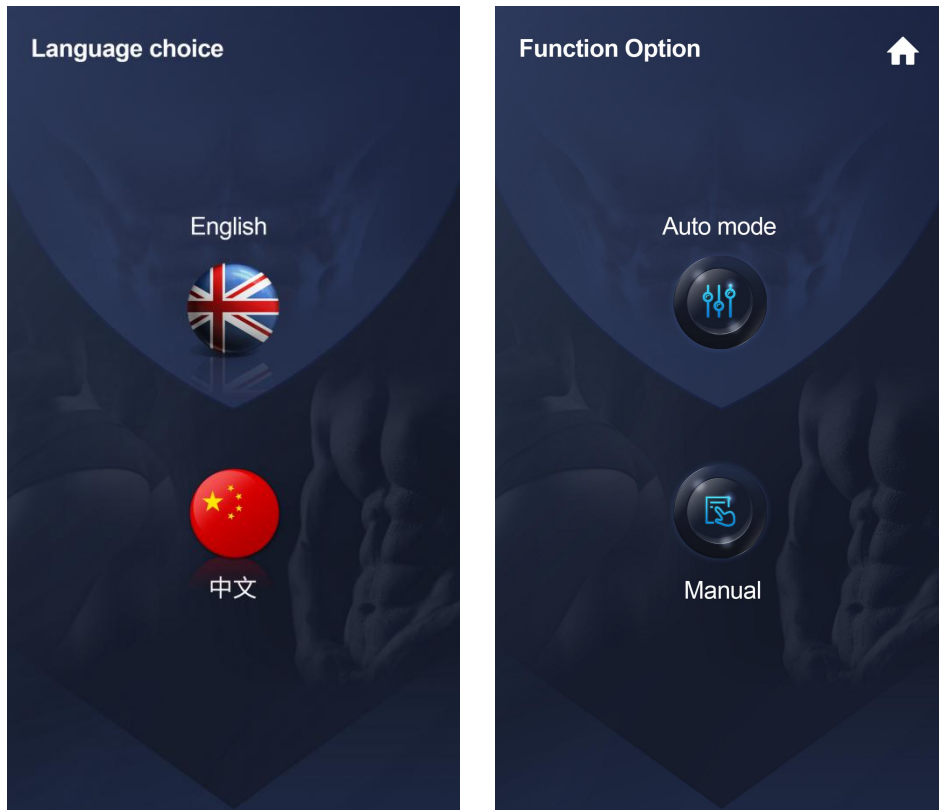 Language choice
English
中文
Function Option
Auto mode
Manual